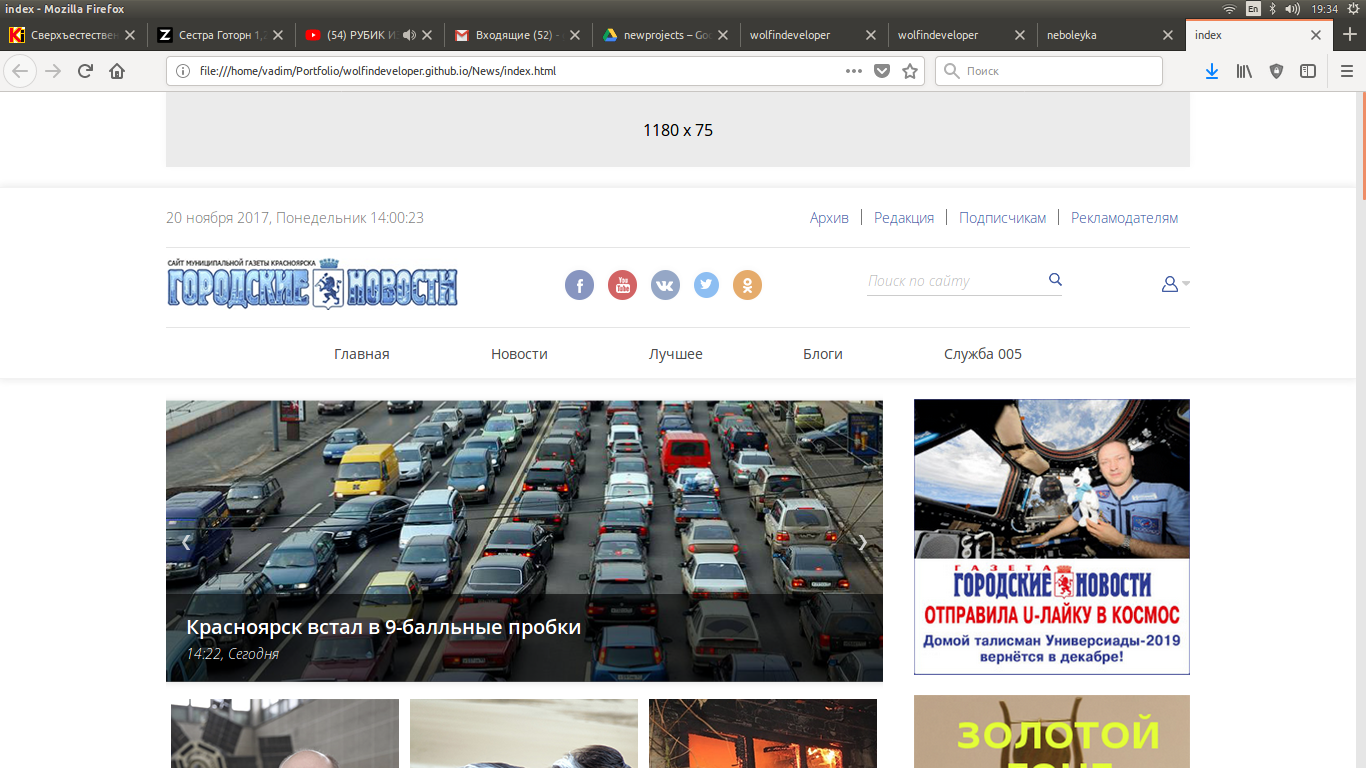 index - Mozilla Firefox
En
19:34
Сверхъестествен
Сестра Готорн 1,2
(54) РУБИК И
Входящие (52) -
newprojects – Goo
wolfindeveloper
wolfindeveloper
neboleyka
index
file:///home/vadim/Portfolio/wolfindeveloper.github.io/News/index.html
Поиск
1180 x 75
20 ноября 2017, Понедельник 14:00:23
Архив
Редакция
Подписчикам
Рекламодателям
САЙТ МУНИЦИПАЛЬНОЙ ГАЗЕТЫ КРАСНОЯРСКА
ГОРОДСКИЕ НОВОСТИ
You Tube
Поиск по сайту
Главная
Новости
Лучшее
Блоги
Служба 005
Красноярск встал в 9-балльные пробки
14:22, Сегодня
ГАЗЕТА
ГОРОДСКИЕ НОВОСТИ
ОТПРАВИЛА U-ЛАЙКУ В КОСМОС
Домой талисман Универсиады-2019
вернётся в декабре!
ЗОЛОТОЙ